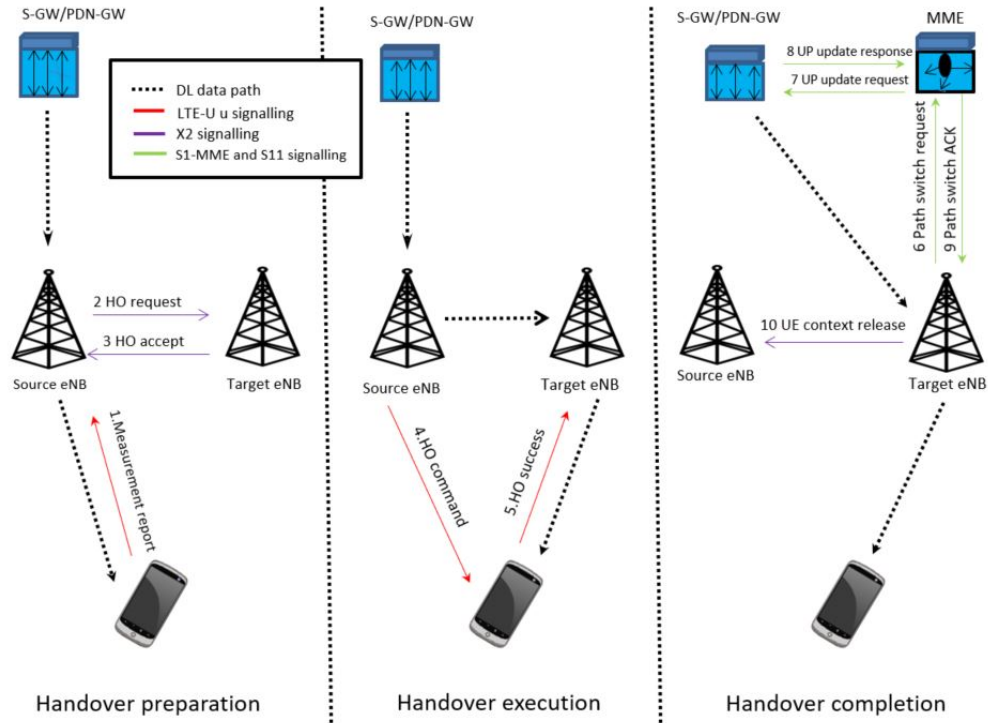 S-GW/PDN-GW
DL data path
LTE-U u signalling
X2 signalling
S1-MME and S11 signalling
2 HO request
3 HO accept
Source eNB
Target eNB
1.Measurement report
Handover preparation
S-GW/PDN-GW
Source eNB
Target eNB
4.HO command
5.HO success
Handover execution
S-GW/PDN-GW
MME
8 UP update response
7 UP update request
6 Path switch request
9 Path switch ACK
10 UE context release
Source eNB
Target eNB
Handover completion